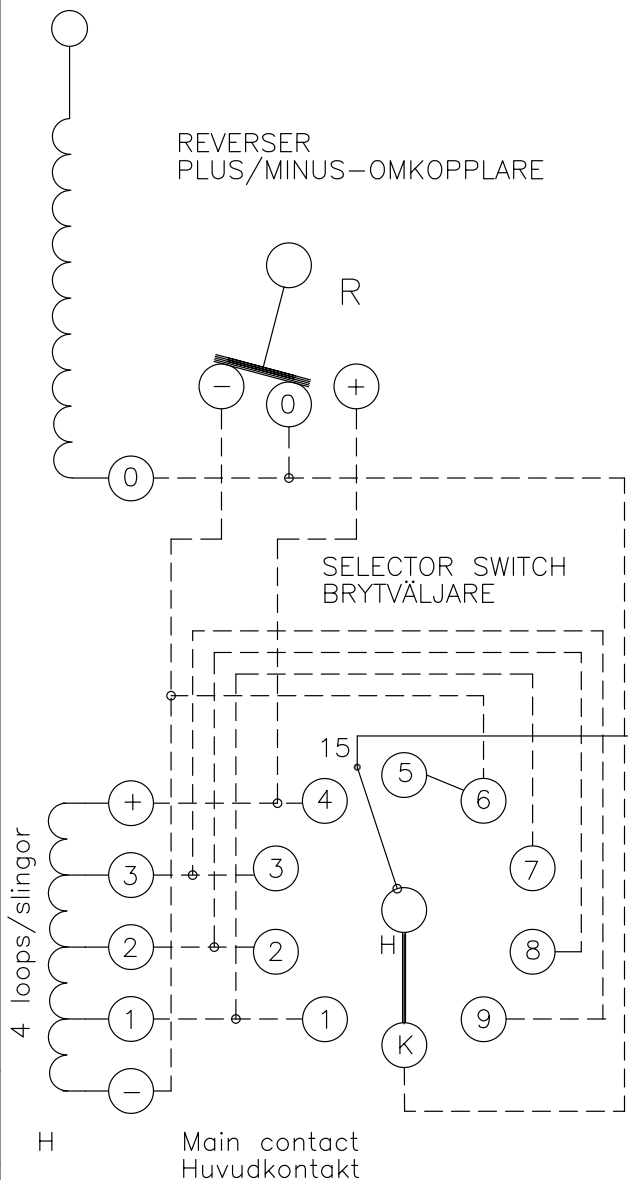 REVERSER
PLUS/MINUS-OMKOPPLARE
R
- 0 +
0
SELECTOR SWITCH
BRYTVÄLJARE
15
5
+ 4 6
3 3 7
H
2 2 8
1 1 9
K
-
4 loops/slingor
H Main contact
Huvudkontakt